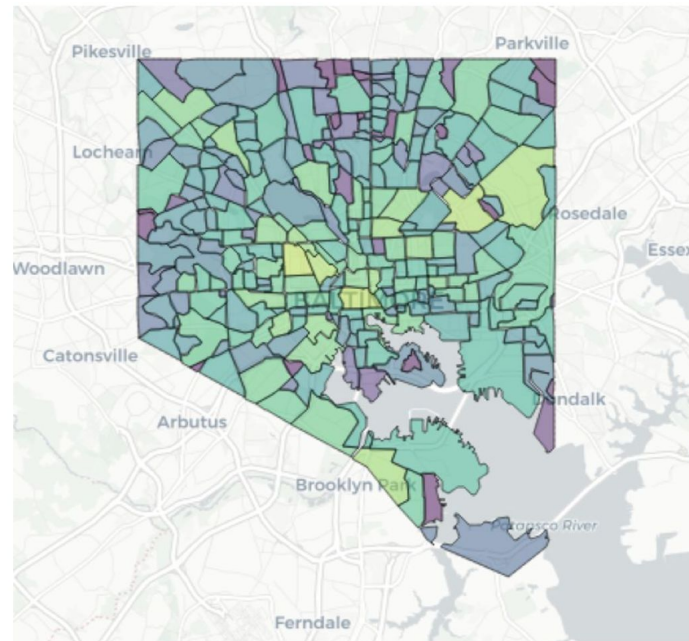 Pikesville
Parkville
Lochearn
Rosedale
Essex
Woodlawn
BALTIMORE
Catonsville
Dundalk
Arbutus
Brooklyn Park
Patapsco River
Ferndale